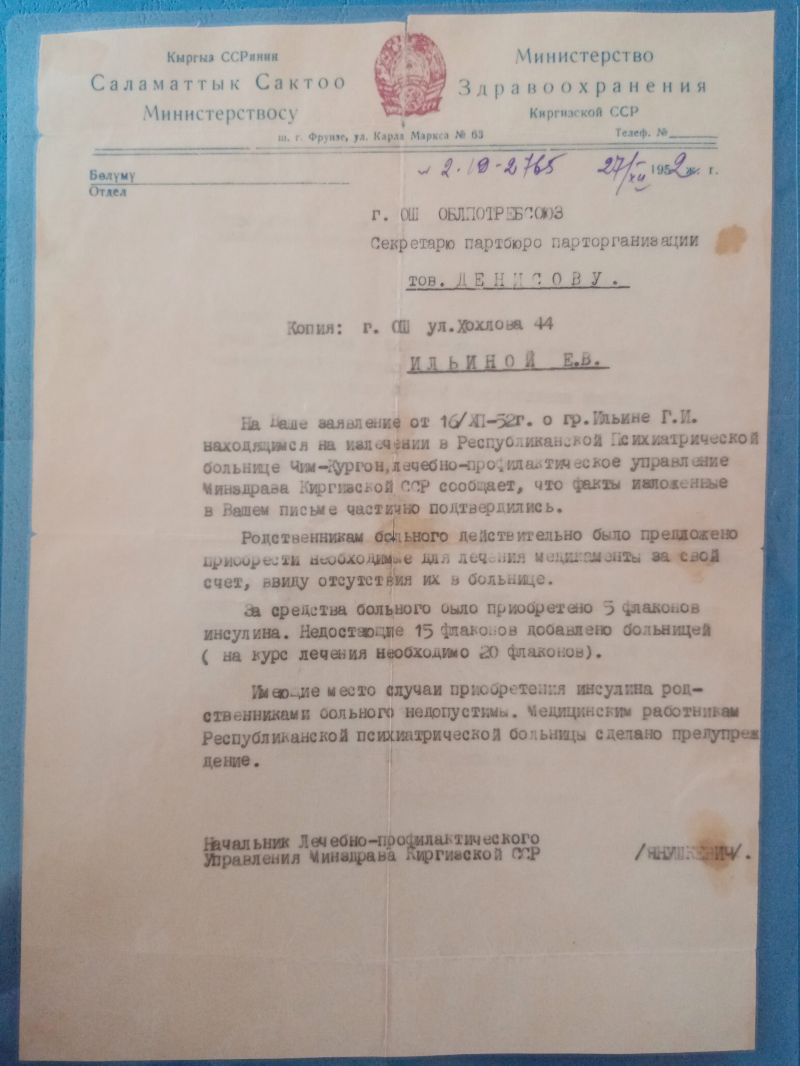 Кыргыз ССРинин
Саламаттык Сактоо
Министерствосу
Министерство
Здравоохранения
Киргизской ССР
ш. г. Фрунзе, ул. Карла Маркса № 63
Телеф. №
Бөлүмү
Отдел
2-19-2765 27/XII 1952 г.
г. ОШ ОБЛПОТРЕБСОЮЗ
Секретарю партбюро парторганизации
тов. ДЕНИСОВУ.
Копия: г. ОШ ул.Хохлова 44
ИЛЬИНОЙ Е.В.
На Ваше заявление от 16/XП-52г. о гр.Ильине Г.И.
находящимся на излечении в Республиканской Психиатрической
больнице Чим-Кургон, лечебно-профилактическое управление
Минздрава Киргизской ССР сообщает, что факты изложенные
в Вашем письме частично подтвердились.
Родственникам больного действительно было предложено
приобрести необходимые для лечения медикаменты за свой
счет, ввиду отсутствия их в больнице.
За средства больного было приобретено 5 флаконов
инсулина. Недостающие 15 флаконов добавлено больницей
( на курс лечения необходимо 20 флаконов).
Имеющие место случаи приобретения инсулина род-
ственниками больного недопустимы. Медицинским работникам
Республиканской психиатрической больницы сделано предупреж
дение.
Начальник Лечебно-профилактического
Управления Минздрава Киргизской ССР /ЯНУШКЕВИЧ/.